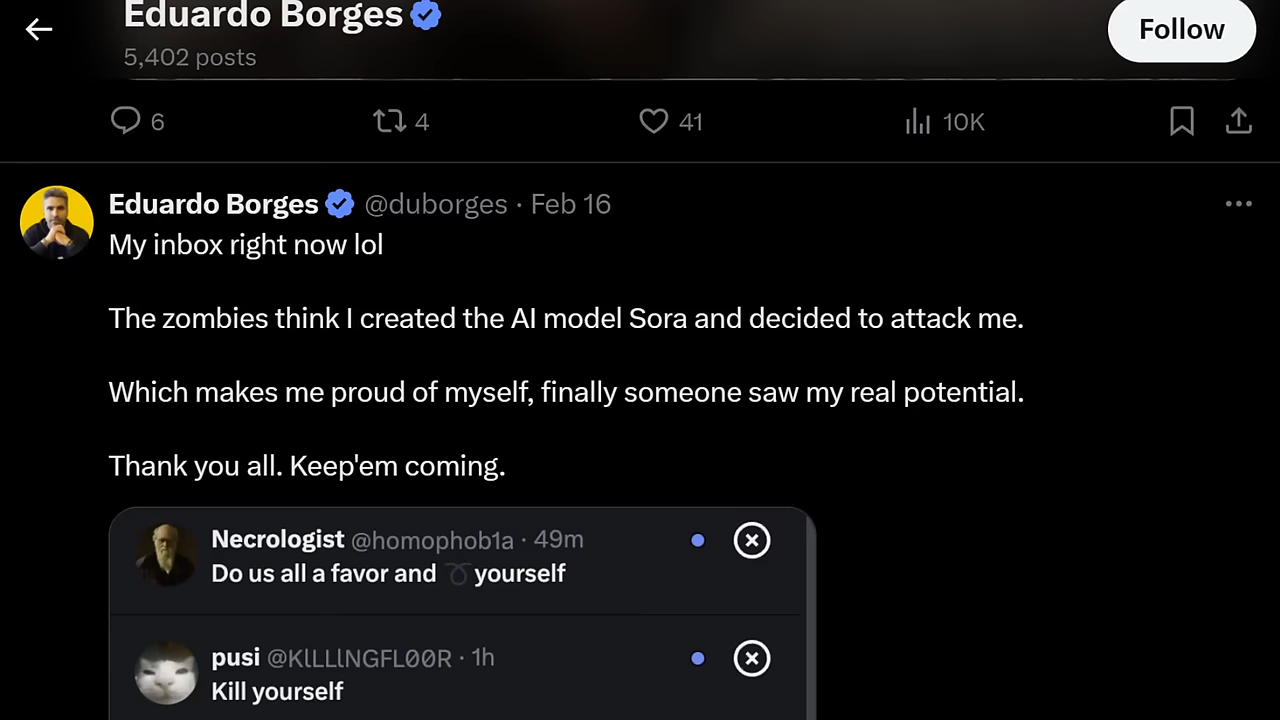 Eduardo Borges
5,402 posts
Follow
6
4
41
10K
Eduardo Borges @duborges · Feb 16
My inbox right now lol
The zombies think I created the AI model Sora and decided to attack me.
Which makes me proud of myself, finally someone saw my real potential.
Thank you all. Keep'em coming.
Necrologist @homophob1a · 49m
Do us all a favor and ➰ yourself
pusi @KlLLlNGFL00R · 1h
Kill yourself